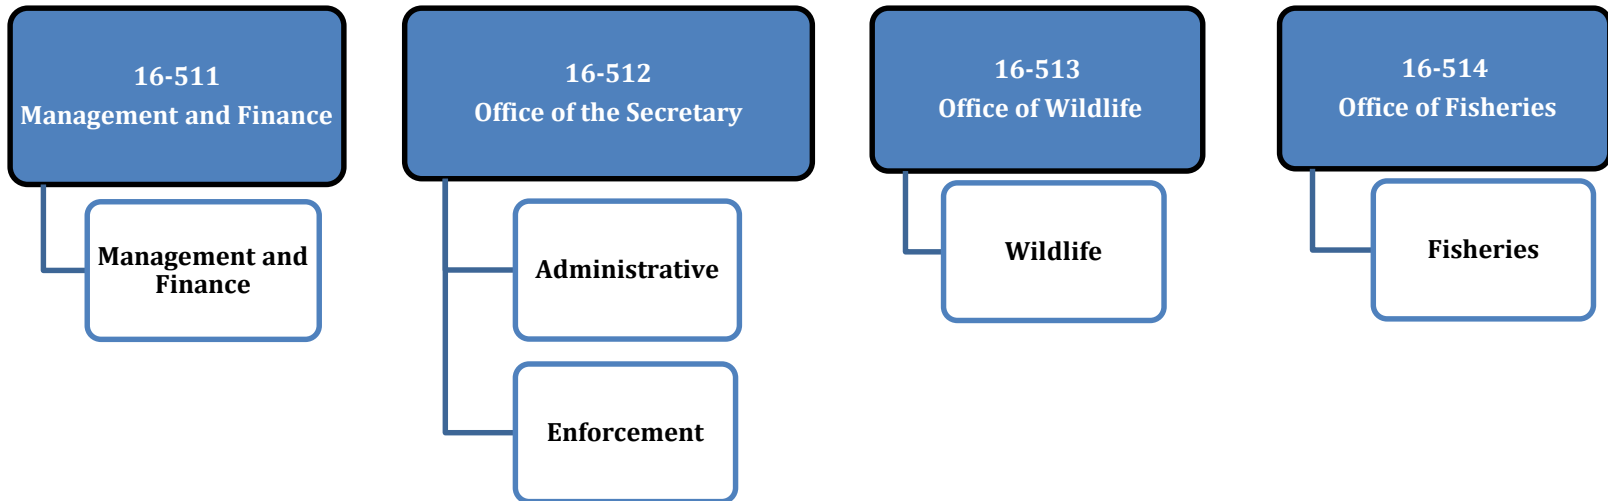 16-511
Management and Finance
Management and
Finance
16-512
Office of the Secretary
Administrative
Enforcement
16-513
Office of Wildlife
Wildlife
16-514
Office of Fisheries
Fisheries